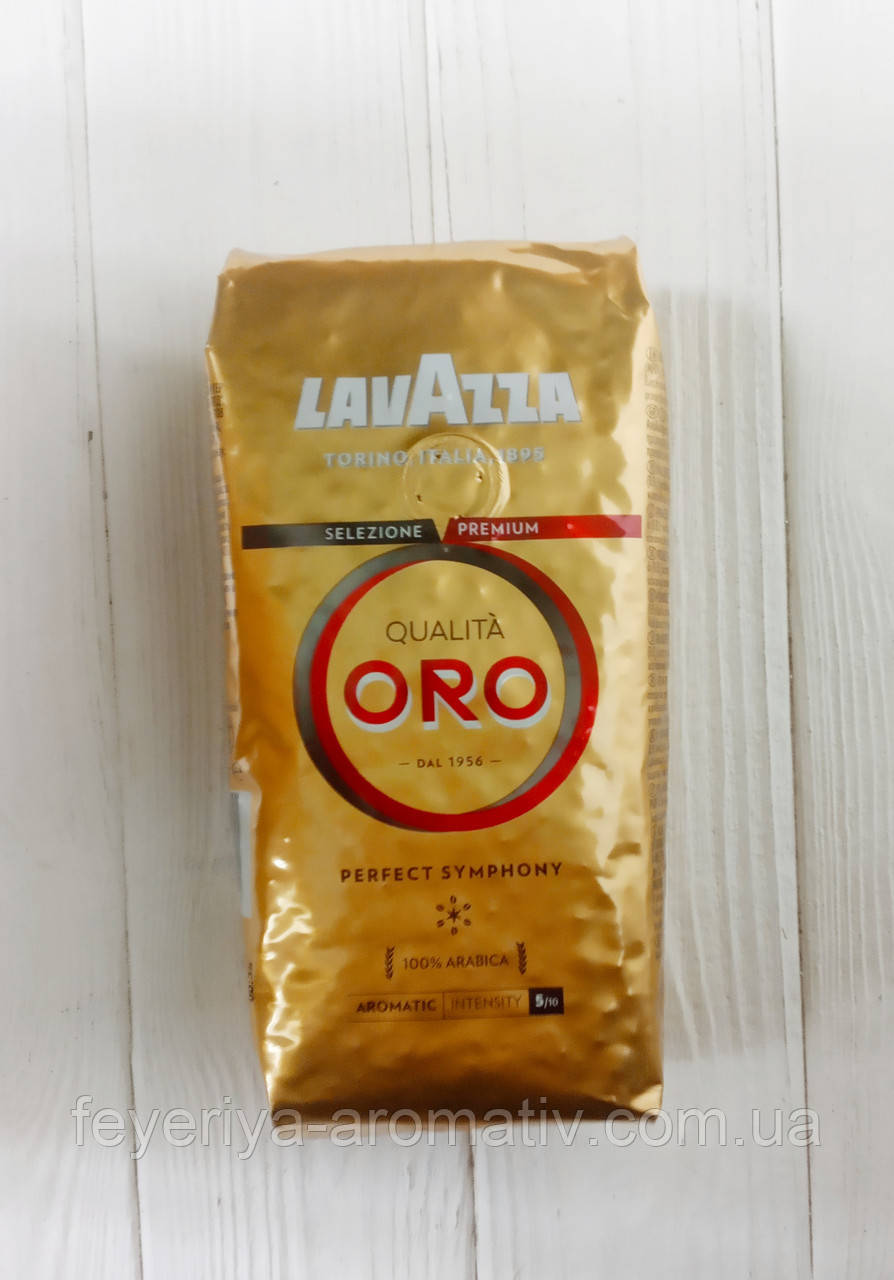 LAVAZZA
TORINO, ITALIA, 1895
SELEZIONE PREMIUM
QUALITÀ
ORO
— DAL 1956 —
PERFECT SYMPHONY
100% ARABICA
AROMATIC INTENSITY 5/10
feyeriya-aromativ.com.ua